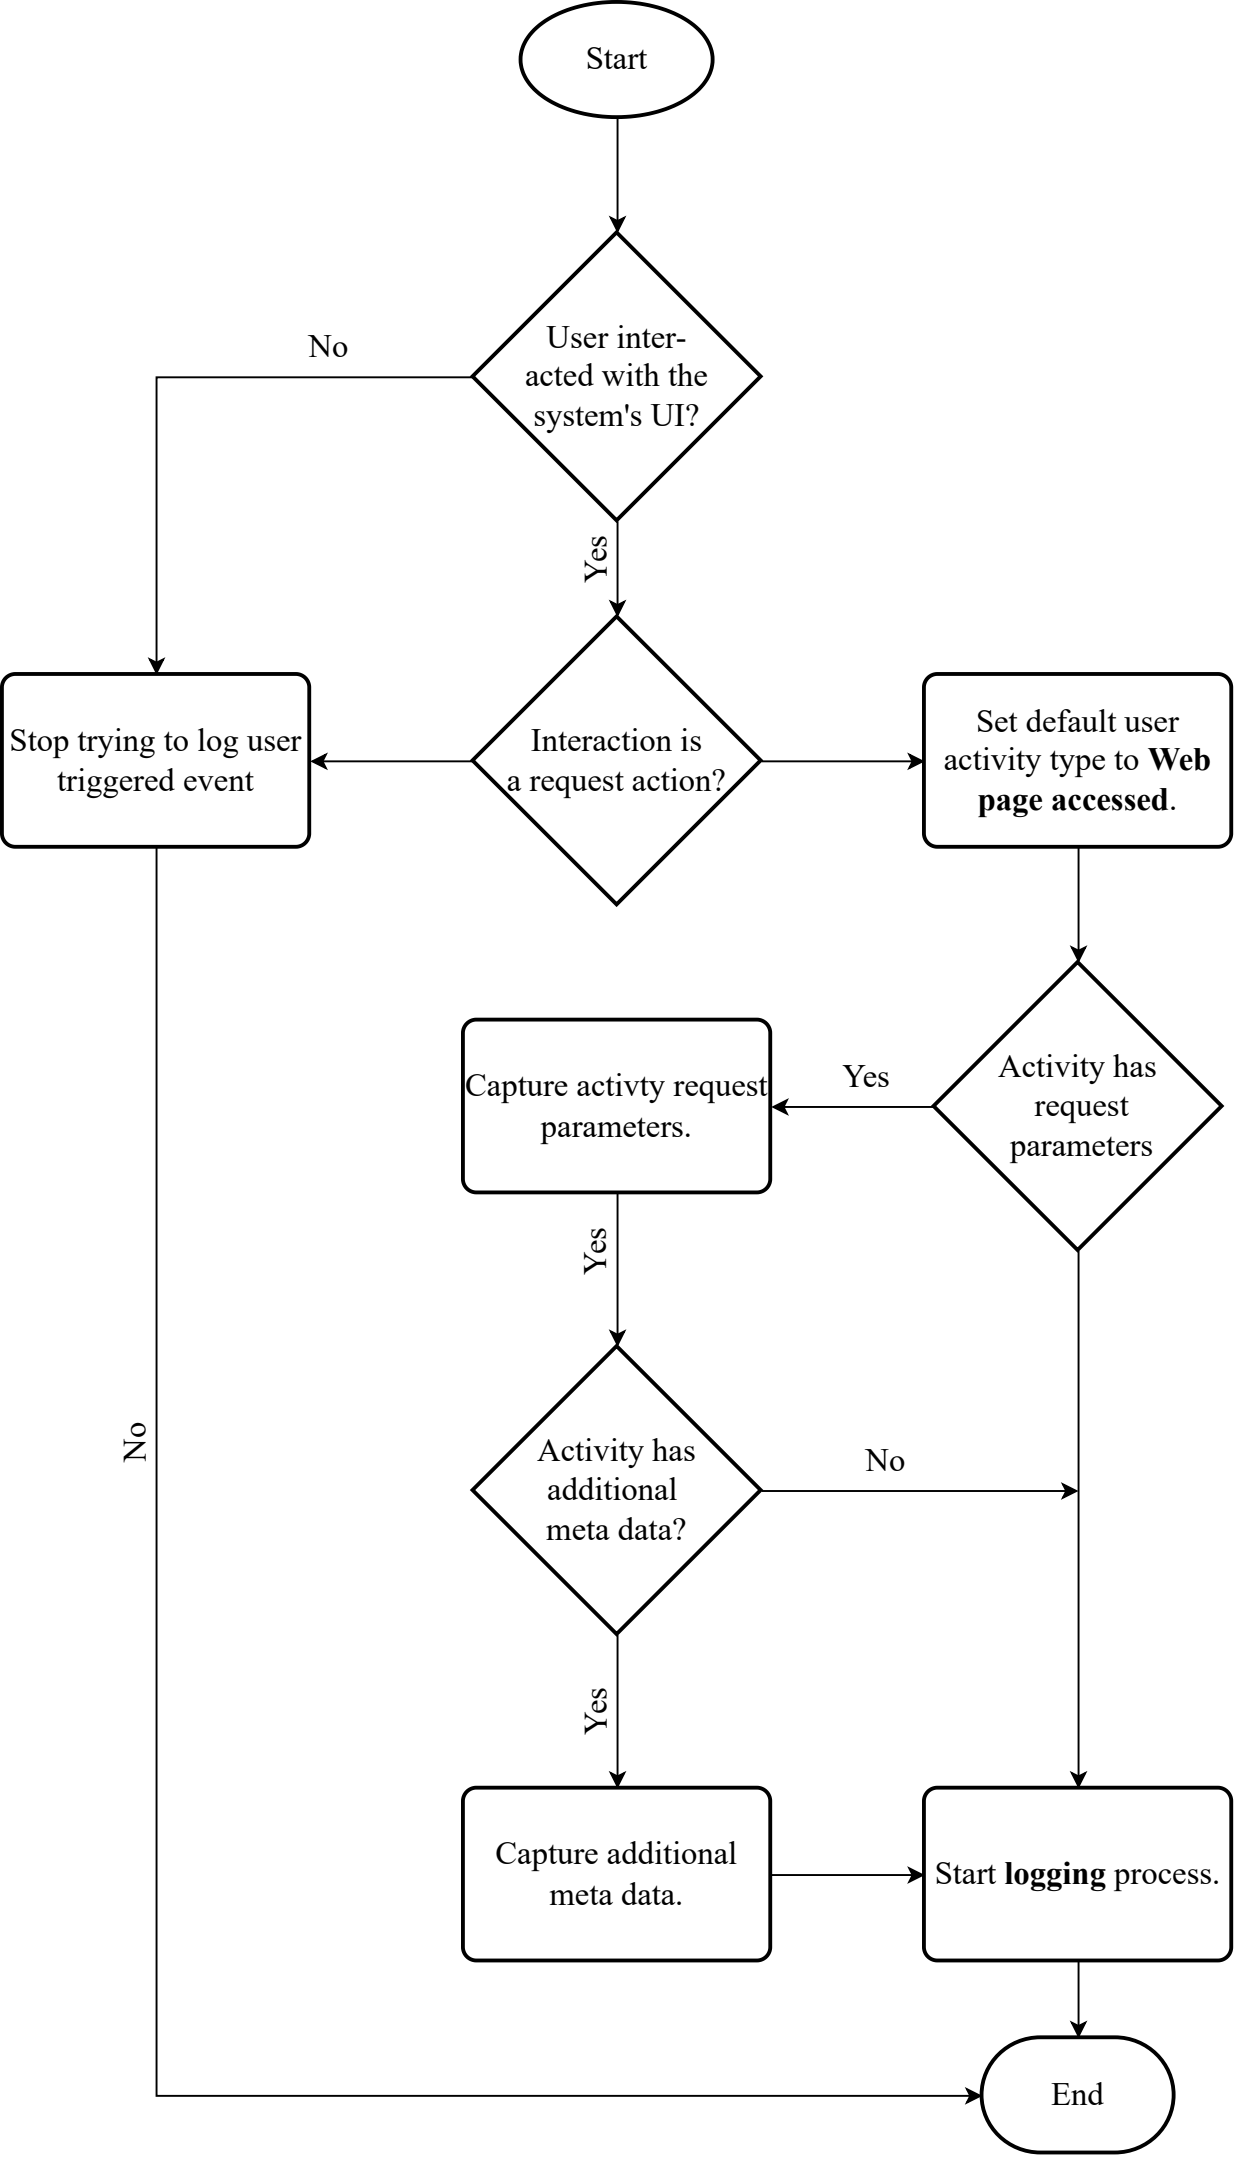 Start
User inter-
acted with the
system's UI?
No
Yes
Stop trying to log user
triggered event
Interaction is
a request action?
Set default user
activity type to Web
page accessed.
Capture activty request
parameters.
Yes
Activity has
request
parameters
Yes
No
Activity has
additional
meta data?
No
Yes
Capture additional
meta data.
Start logging process.
End